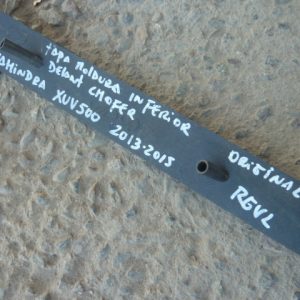 tapa moldura inferior
delant chofer
Mahindra XUV500 2013-2015
original
REVL